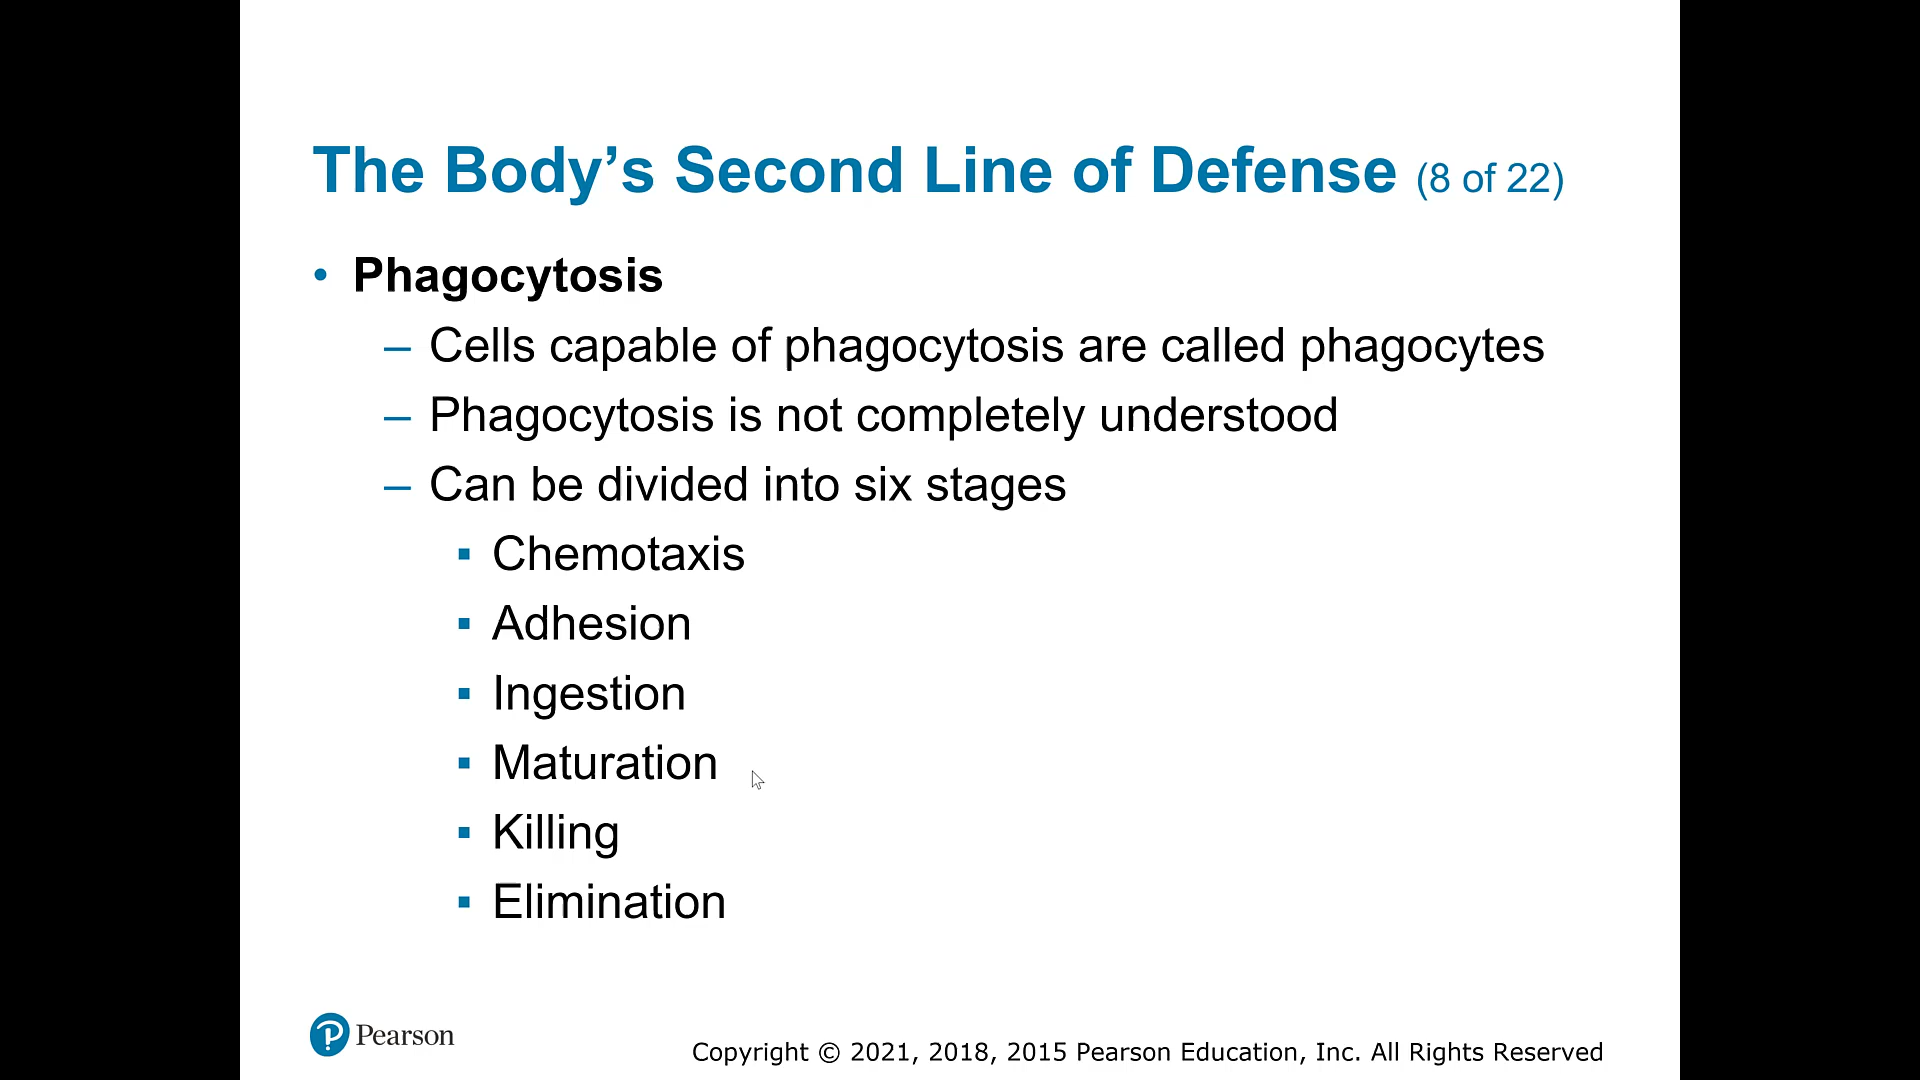 The Body’s Second Line of Defense (8 of 22)
• Phagocytosis
– Cells capable of phagocytosis are called phagocytes
– Phagocytosis is not completely understood
– Can be divided into six stages
▪ Chemotaxis
▪ Adhesion
▪ Ingestion
▪ Maturation
▪ Killing
▪ Elimination
Pearson
Copyright © 2021, 2018, 2015 Pearson Education, Inc. All Rights Reserved